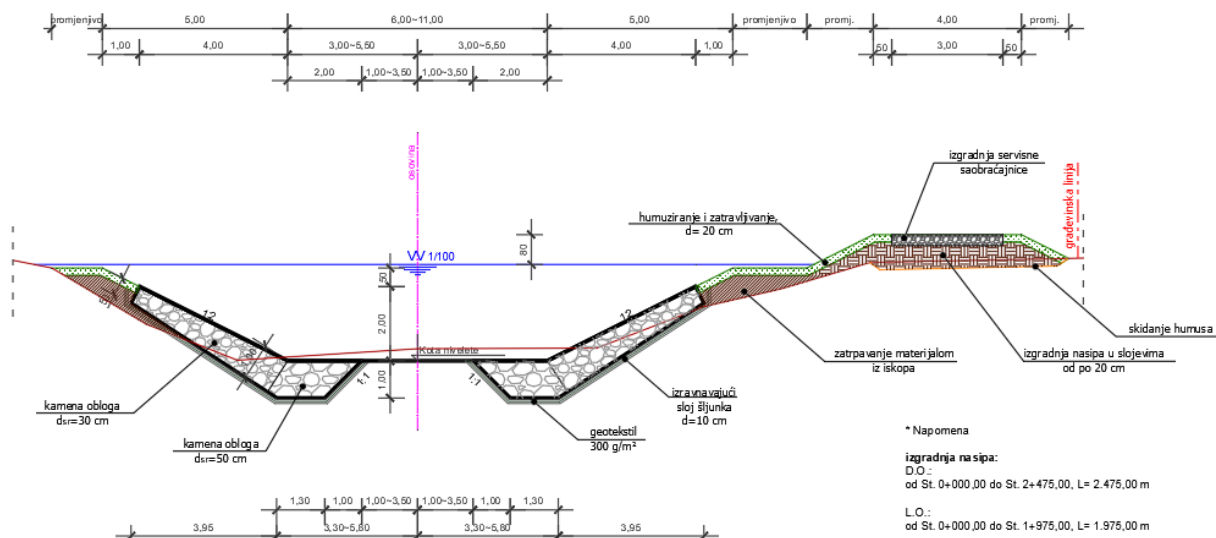 promjenjivo 5,00 6,00~11,00 5,00 promjenjivo promj. 4,00 promj.
1,00 4,00 3,00~5,50 3,00~5,50 4,00 1,00 50 3,00 50
2,00 1,00~3,50 1,00~3,50 2,00
osovina
izgradnja servisne
saobraćajnice
građevinska linija
humuziranje i zatravljivanje,
d= 20 cm
80
VV 1/100
50
2,00
1,00
Kota nivelete
1:1
1:1
skidanje humusa
zatrpavanje materijalom
iz iskopa
izgradnja nasipa u slojevima
od po 20 cm
kamena obloga
dsr=30 cm
kamena obloga
dsr=50 cm
izravnavajući
sloj šljunka
d=10 cm
geotekstil
300 g/m²
* Napomena
izgradnja nasipa:
D.O.:
od St. 0+000,00 do St. 2+475,00, L= 2.475,00 m
L.O.:
od St. 0+000,00 do St. 1+975,00, L= 1.975,00 m
1,30 1,00 1,00~3,50 1,00~3,50 1,00 1,30
3,95 3,30~5,80 3,30~5,80 3,95